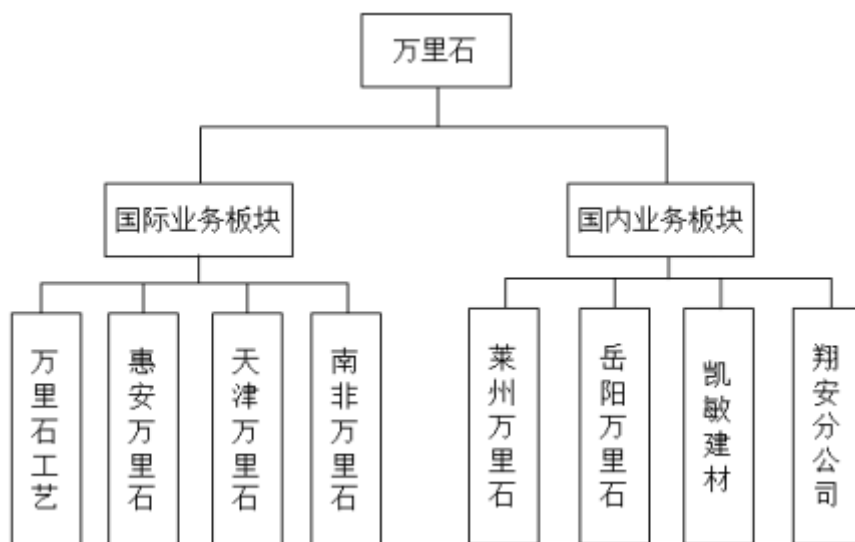 万里石
国际业务板块
国内业务板块
万里石工艺
惠安万里石
天津万里石
南非万里石
莱州万里石
岳阳万里石
凯敏建材
翔安分公司